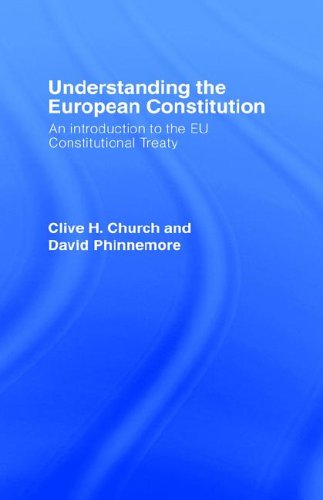 Understanding the
European Constitution
An introduction to the EU
Constitutional Treaty
Clive H. Church and
David Phinnemore